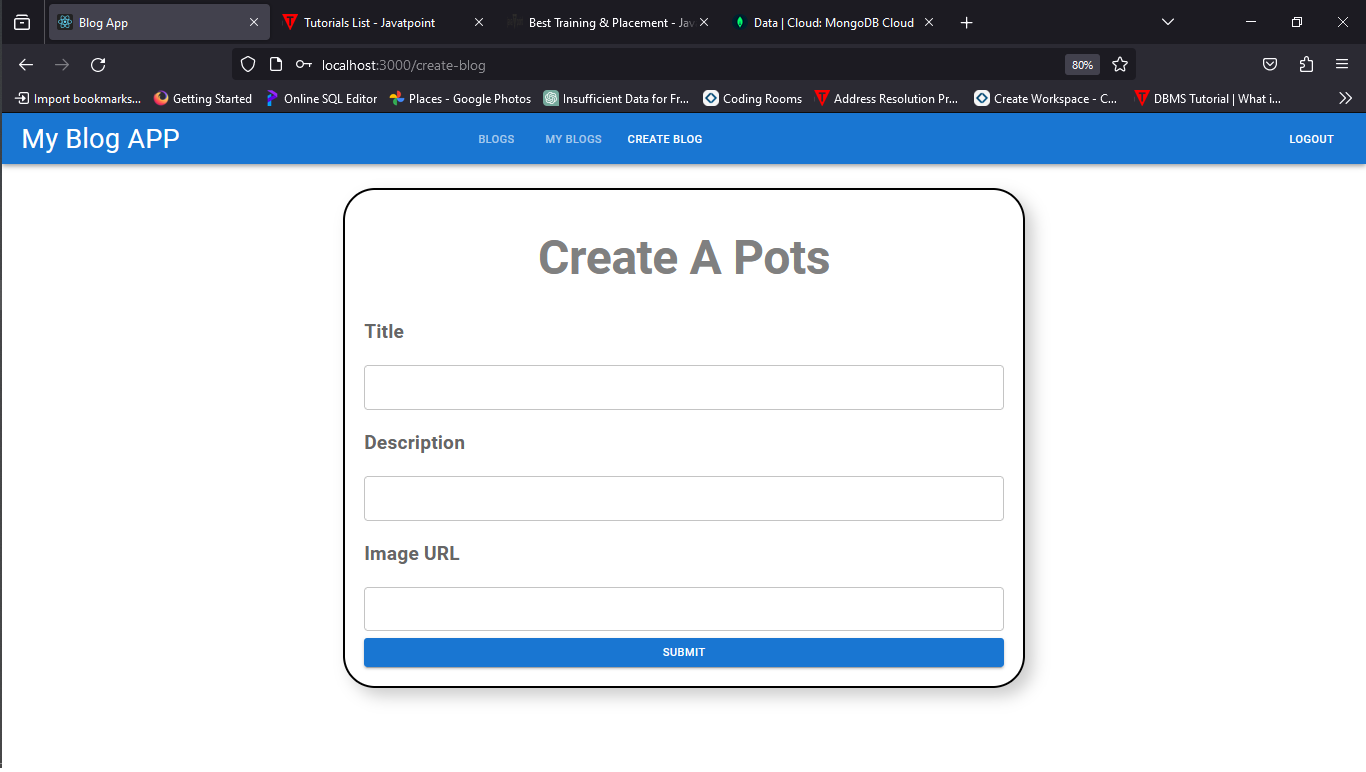 Blog App
Tutorials List - Javatpoint
Best Training & Placement - Jav
Data | Cloud: MongoDB Cloud
localhost:3000/create-blog
80%
Import bookmarks...
Getting Started
Online SQL Editor
Places - Google Photos
Insufficient Data for Fr...
Coding Rooms
Address Resolution Pr...
Create Workspace - C...
DBMS Tutorial | What i...
My Blog APP
BLOGS
MY BLOGS
CREATE BLOG
LOGOUT
Create A Pots
Title
Description
Image URL
SUBMIT